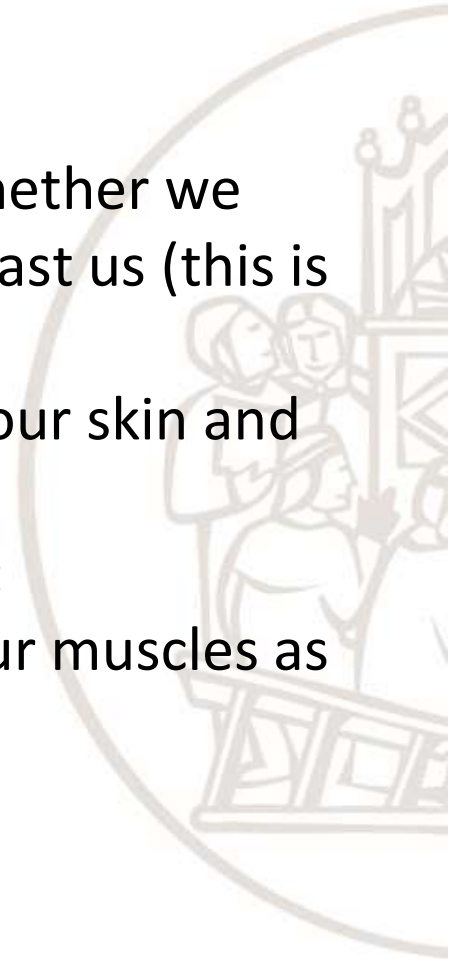 hether we
ast us (this is
our skin and
ur muscles as